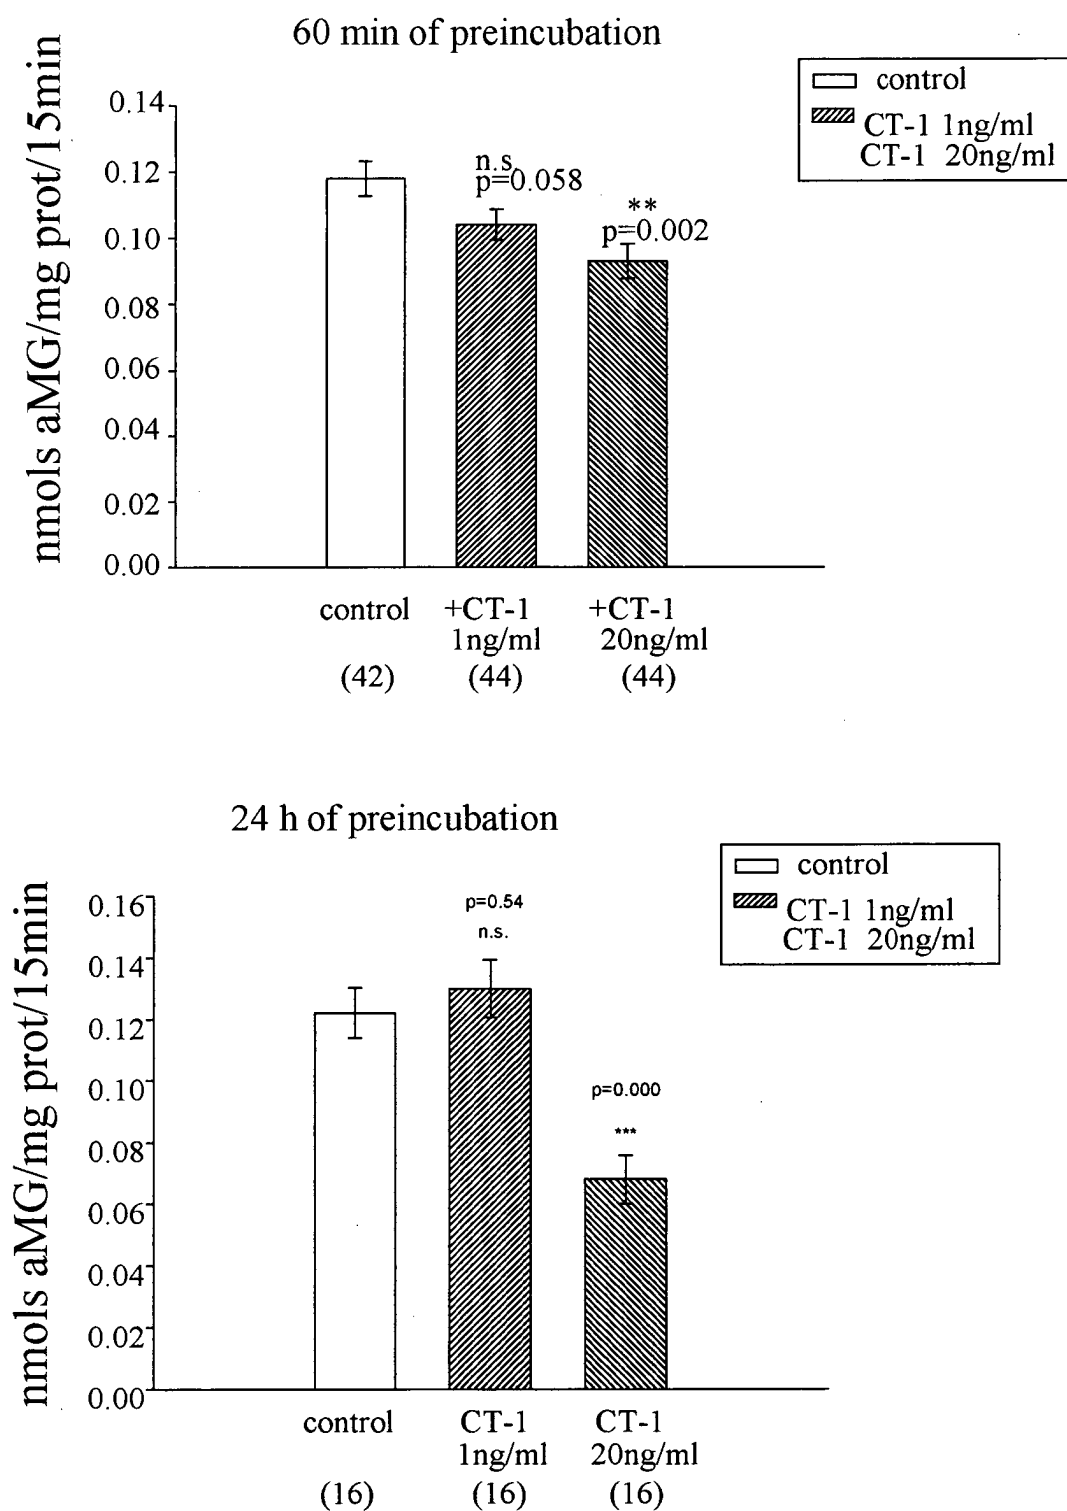 60 min of preincubation
control
CT-1 1ng/ml
CT-1 20ng/ml
nmols aMG/mg prot/15min
0.14
0.12
0.10
0.08
0.06
0.04
0.02
0.00
n.s.
p=0.058
**
p=0.002
control
+CT-1
1ng/ml
+CT-1
20ng/ml
(42)
(44)
(44)
24 h of preincubation
control
CT-1 1ng/ml
CT-1 20ng/ml
nmols aMG/mg prot/15min
0.16
0.14
0.12
0.10
0.08
0.06
0.04
0.02
0.00
p=0.54
n.s.
p=0.000
***
control
CT-1
1ng/ml
CT-1
20ng/ml
(16)
(16)
(16)